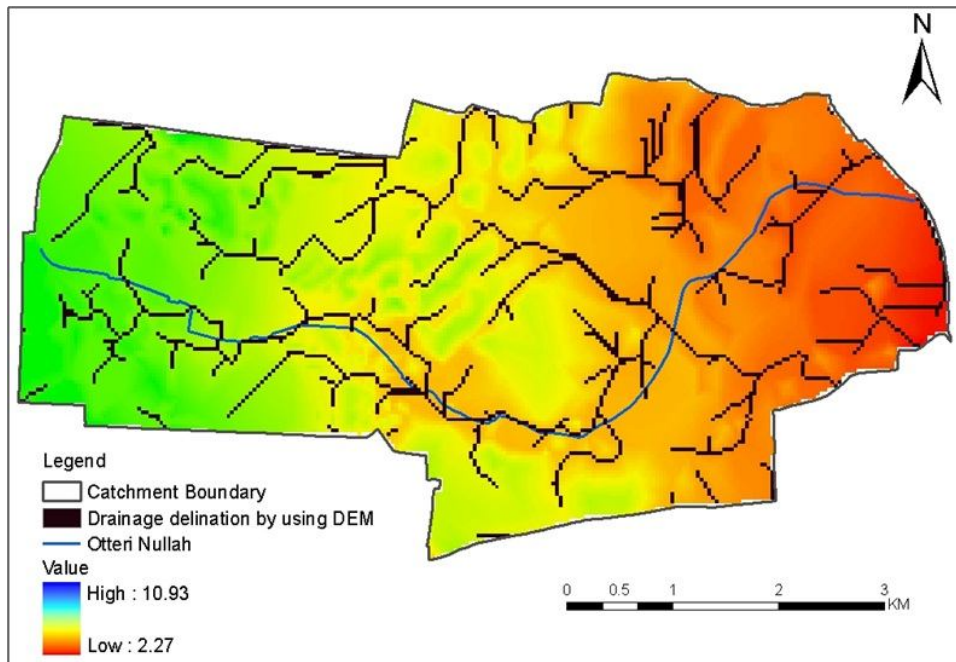 N
Legend
Catchment Boundary
Drainage delination by using DEM
Otteri Nullah
Value
High : 10.93
Low : 2.27
0 0.5 1 2 3
KM